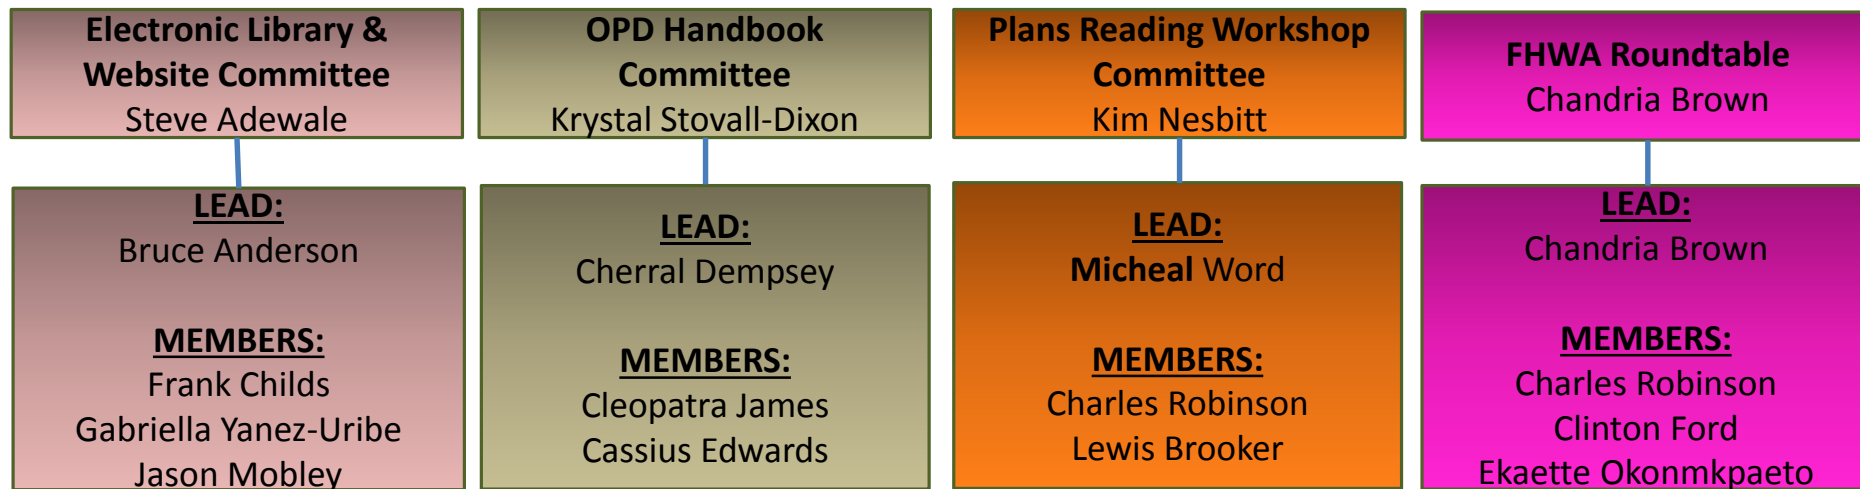 Electronic Library &
Website Committee
Steve Adewale
LEAD:
Bruce Anderson
MEMBERS:
Frank Childs
Gabriella Yanez-Uribe
Jason Mobley
OPD Handbook
Committee
Krystal Stovall-Dixon
LEAD:
Cherral Dempsey
MEMBERS:
Cleopatra James
Cassius Edwards
Plans Reading Workshop
Committee
Kim Nesbitt
LEAD:
Micheal Word
MEMBERS:
Charles Robinson
Lewis Brooker
FHWA Roundtable
Chandria Brown
LEAD:
Chandria Brown
MEMBERS:
Charles Robinson
Clinton Ford
Ekaette Okonmkpaeto